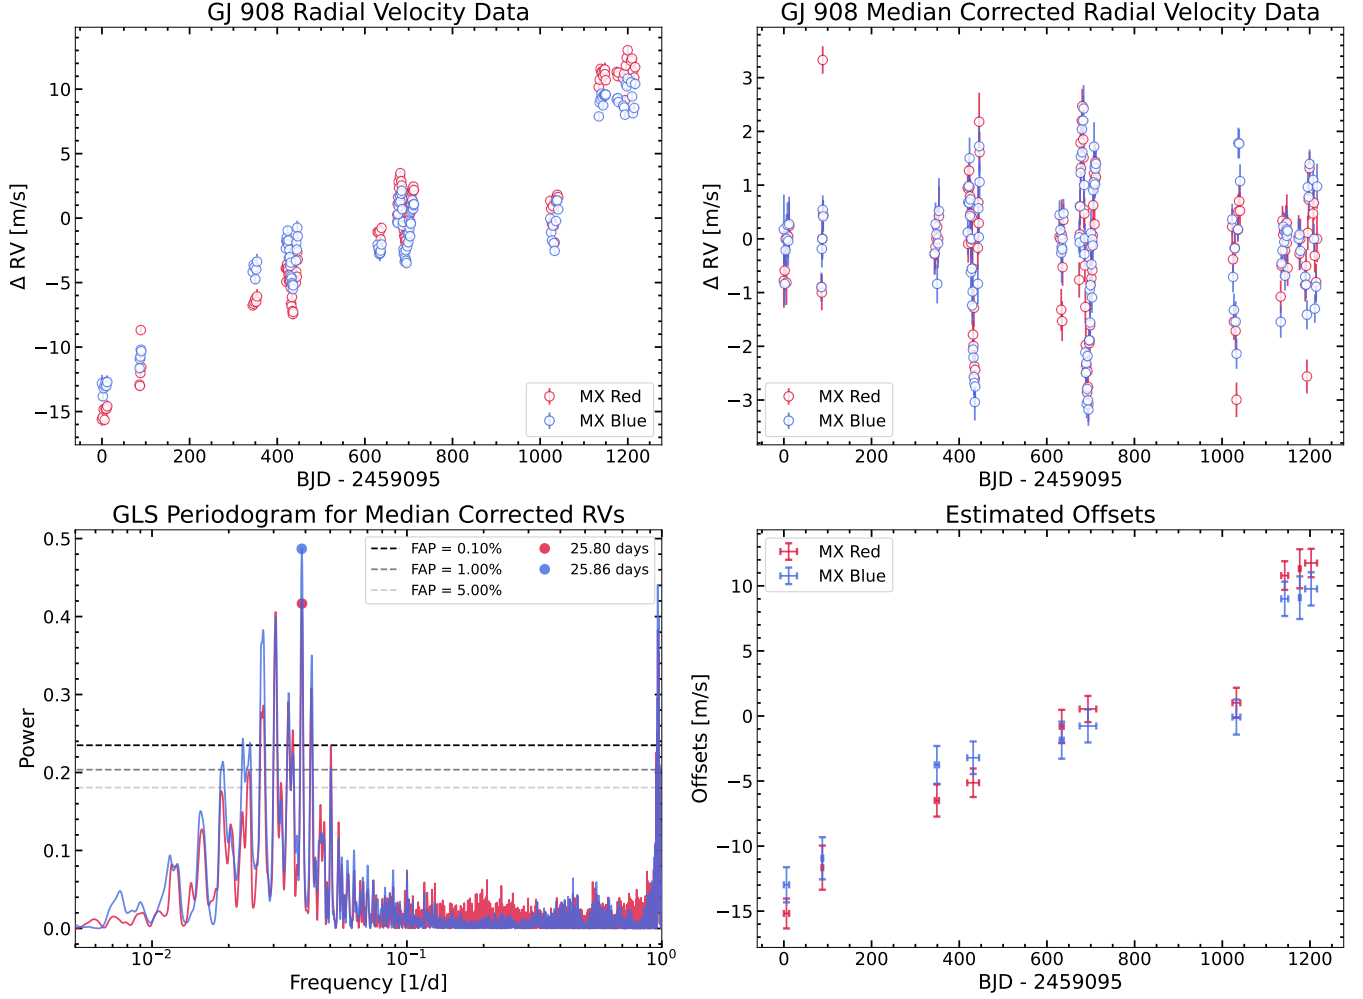 GJ 908 Radial Velocity Data
Δ RV [m/s]
10
5
0
−5
−10
−15
0
200
400
600
800
1000
1200
BJD - 2459095
MX Red
MX Blue
GJ 908 Median Corrected Radial Velocity Data
Δ RV [m/s]
3
2
1
0
−1
−2
−3
0
200
400
600
800
1000
1200
BJD - 2459095
MX Red
MX Blue
GLS Periodogram for Median Corrected RVs
Power
0.5
0.4
0.3
0.2
0.1
0.0
10⁻²
10⁻¹
10⁰
Frequency [1/d]
FAP = 0.10%
FAP = 1.00%
FAP = 5.00%
25.80 days
25.86 days
Estimated Offsets
Offsets [m/s]
10
5
0
−5
−10
−15
0
200
400
600
800
1000
1200
BJD - 2459095
MX Red
MX Blue